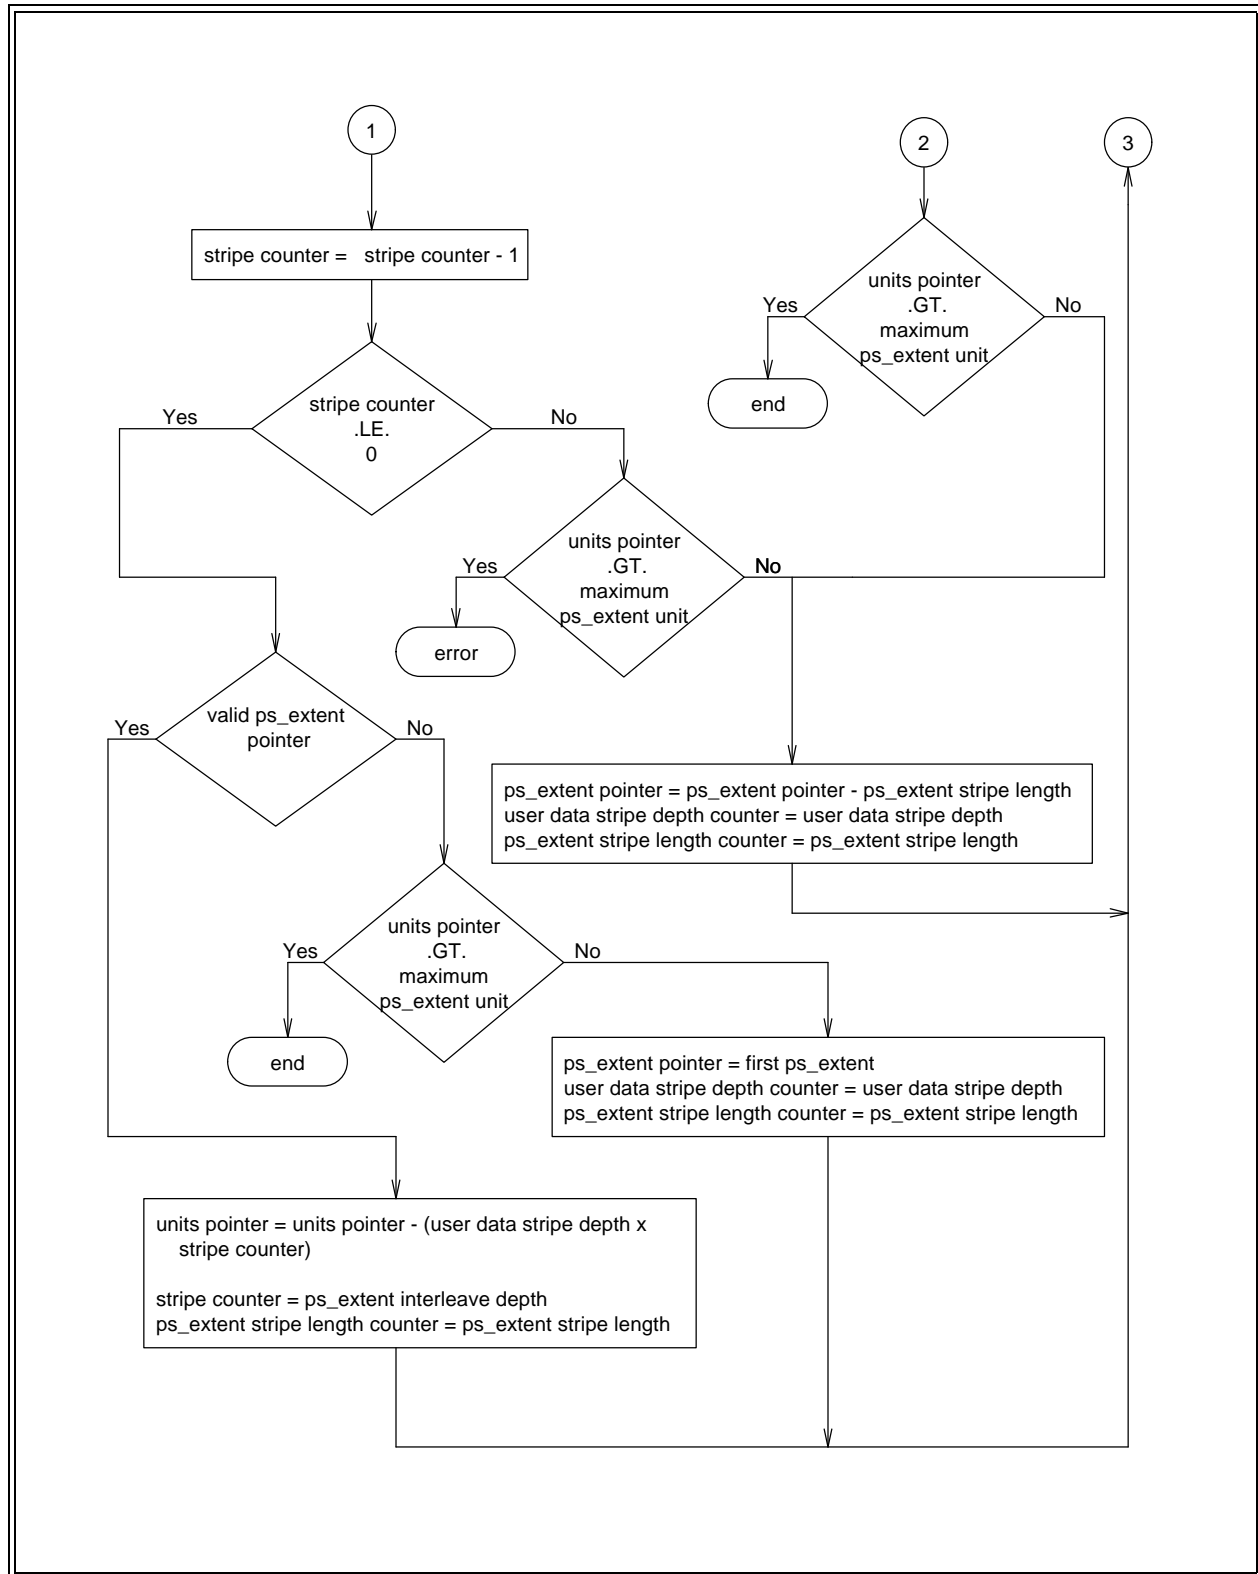 1
2
3
stripe counter =   stripe counter - 1
units pointer
.GT.
maximum
ps_extent unit
Yes
No
end
stripe counter
.LE.
0
Yes
No
units pointer
.GT.
maximum
ps_extent unit
Yes
No
error
valid ps_extent
pointer
Yes
No
ps_extent pointer = ps_extent pointer - ps_extent stripe length
user data stripe depth counter = user data stripe depth
ps_extent stripe length counter = ps_extent stripe length
units pointer
.GT.
maximum
ps_extent unit
Yes
No
end
ps_extent pointer = first ps_extent
user data stripe depth counter = user data stripe depth
ps_extent stripe length counter = ps_extent stripe length
units pointer = units pointer - (user data stripe depth x
stripe counter)
stripe counter = ps_extent interleave depth
ps_extent stripe length counter = ps_extent stripe length